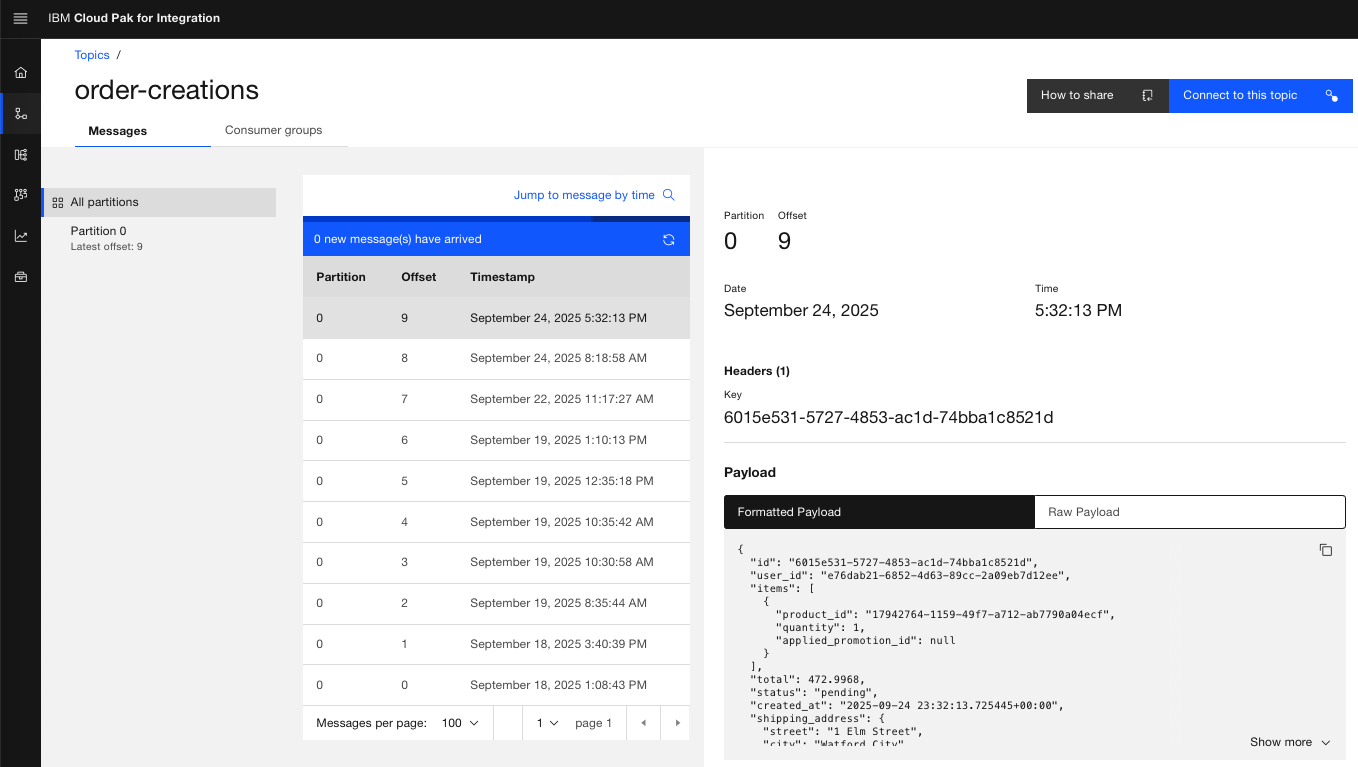 IBM Cloud Pak for Integration
Topics /
order-creations
How to share
Connect to this topic
Messages
Consumer groups
All partitions
Partition 0
Latest offset: 9
Jump to message by time
0 new message(s) have arrived
Partition Offset Timestamp
0 9 September 24, 2025 5:32:13 PM
0 8 September 24, 2025 8:18:58 AM
0 7 September 22, 2025 11:17:27 AM
0 6 September 19, 2025 1:10:13 PM
0 5 September 19, 2025 12:35:18 PM
0 4 September 19, 2025 10:35:42 AM
0 3 September 19, 2025 10:30:58 AM
0 2 September 19, 2025 8:35:44 AM
0 1 September 18, 2025 3:40:39 PM
0 0 September 18, 2025 1:08:43 PM
Messages per page: 100 1 page 1
Partition Offset
0 9
Date Time
September 24, 2025 5:32:13 PM
Headers (1)
Key
6015e531-5727-4853-ac1d-74bba1c8521d
Payload
Formatted Payload Raw Payload
{
"id": "6015e531-5727-4853-ac1d-74bba1c8521d",
"user_id": "e76dab21-6852-4d63-89cc-2a09eb7d12ee",
"items": [
{
"product_id": "17942764-1159-49f7-a712-ab7790a04ecf",
"quantity": 1,
"applied_promotion_id": null
}
],
"total": 472.9968,
"status": "pending",
"created_at": "2025-09-24 23:32:13.725445+00:00",
"shipping_address": {
"street": "1 Elm Street",
"city": "Watford City"
Show more